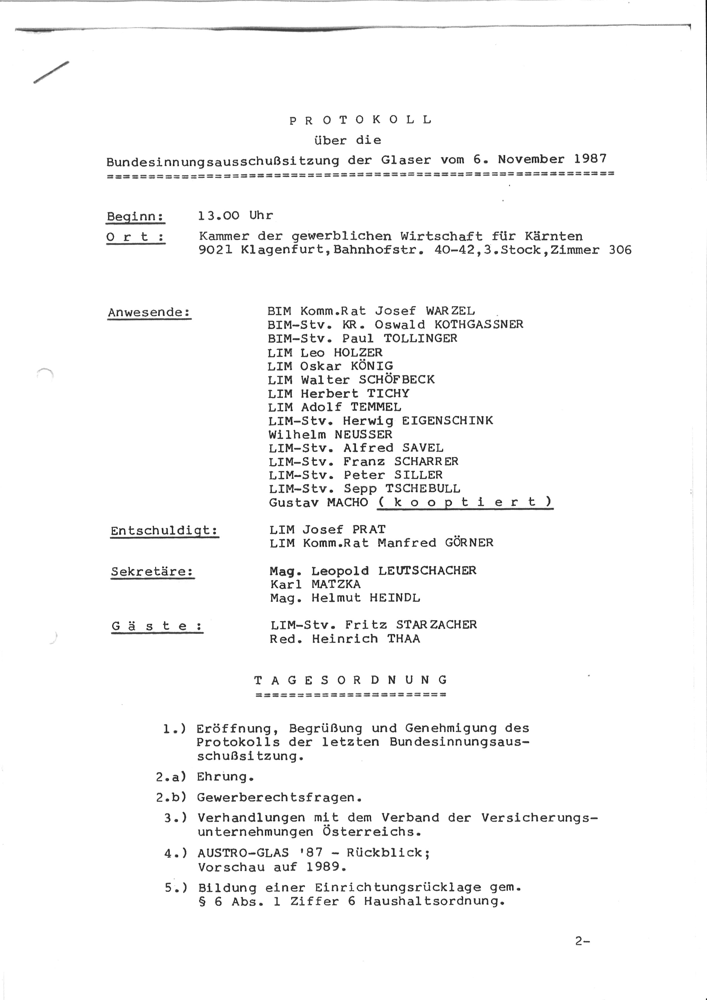 P R O T O K O L L
über die
Bundesinnungsausschußsitzung der Glaser vom 6. November 1987
=============================================================
Beginn: 13.00 Uhr
O r t : Kammer der gewerblichen Wirtschaft für Kärnten
9021 Klagenfurt,Bahnhofstr. 40-42,3.Stock,Zimmer 306
Anwesende: BIM Komm.Rat Josef WARZEL
BIM-Stv. KR. Oswald KOTHGASSNER
BIM-Stv. Paul TOLLINGER
LIM Leo HOLZER
LIM Oskar KÖNIG
LIM Walter SCHÖFBECK
LIM Herbert TICHY
LIM Adolf TEMMEL
LIM-Stv. Herwig EIGENSCHINK
Wilhelm NEUSSER
LIM-Stv. Alfred SAVEL
LIM-Stv. Franz SCHARRER
LIM-Stv. Peter SILLER
LIM-Stv. Sepp TSCHEBULL
Gustav MACHO ( k o o p t i e r t )
Entschuldigt: LIM Josef PRAT
LIM Komm.Rat Manfred GÖRNER
Sekretäre: Mag. Leopold LEUTSCHACHER
Karl MATZKA
Mag. Helmut HEINDL
G ä s t e : LIM-Stv. Fritz STARZACHER
Red. Heinrich THAA
T A G E S O R D N U N G
=======================
1.) Eröffnung, Begrüßung und Genehmigung des
Protokolls der letzten Bundesinnungsaus-
schußsitzung.
2.a) Ehrung.
2.b) Gewerberechtsfragen.
3.) Verhandlungen mit dem Verband der Versicherungs-
unternehmungen Österreichs.
4.) AUSTRO-GLAS '87 - Rückblick;
Vorschau auf 1989.
5.) Bildung einer Einrichtungsrücklage gem.
§ 6 Abs. 1 Ziffer 6 Haushaltsordnung.
2-